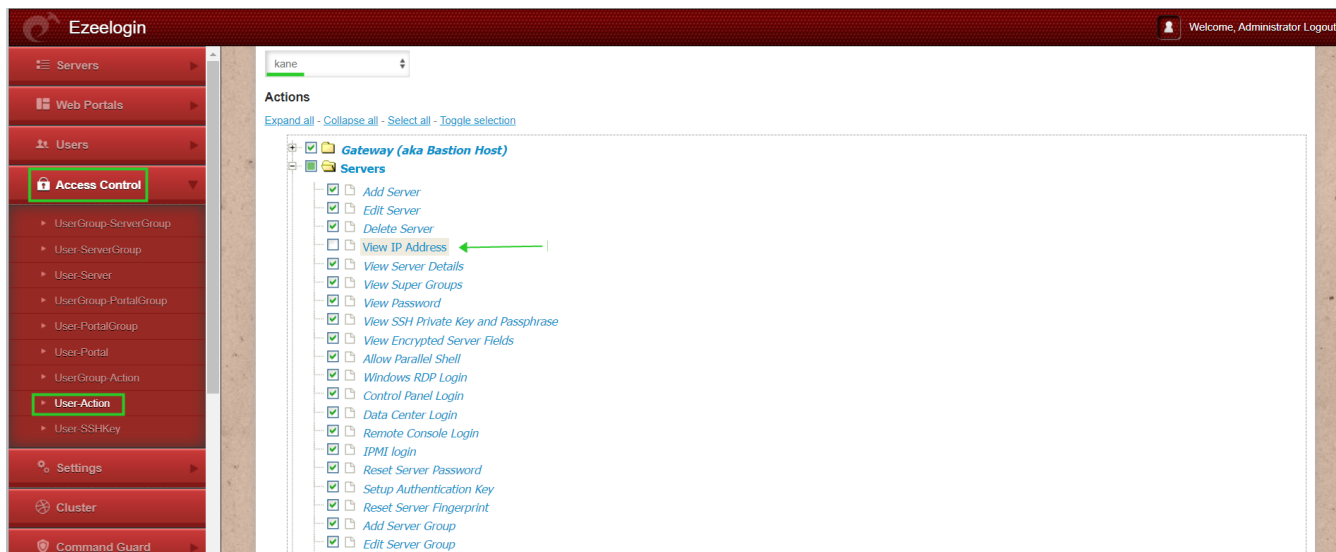 Ezeelogin
Welcome, Administrator Logout
Servers
Web Portals
Users
Access Control
UserGroup-ServerGroup
User-ServerGroup
User-Server
UserGroup-PortalGroup
User-PortalGroup
User-Portal
UserGroup-Action
User-Action
User-SSHKey
Settings
Cluster
Command Guard
kane
Actions
Expand all - Collapse all - Select all - Toggle selection
Gateway (aka Bastion Host)
Servers
Add Server
Edit Server
Delete Server
View IP Address
View Server Details
View Super Groups
View Password
View SSH Private Key and Passphrase
View Encrypted Server Fields
Allow Parallel Shell
Windows RDP Login
Control Panel Login
Data Center Login
Remote Console Login
IPMI login
Reset Server Password
Setup Authentication Key
Reset Server Fingerprint
Add Server Group
Edit Server Group